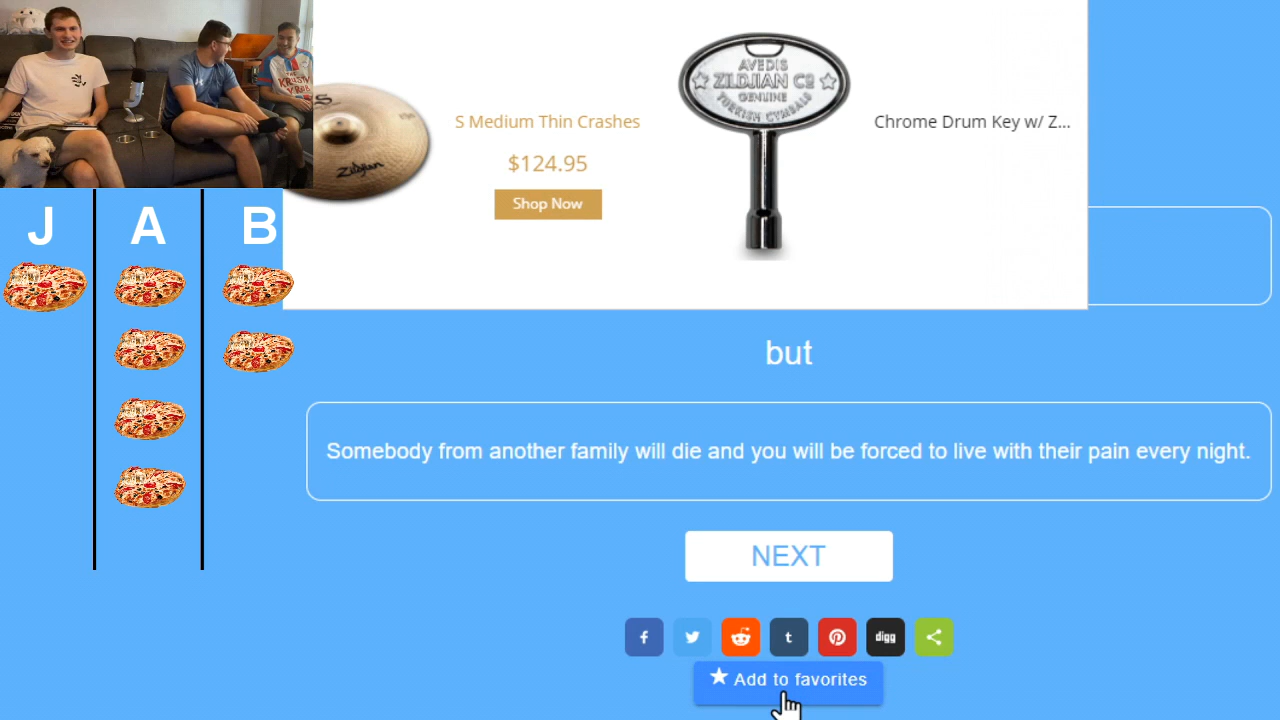 KRUSTY
KRAB
S
Zildjian
S Medium Thin Crashes
$124.95
Shop Now
AVEDIS
ZILDJIAN CO
GENUINE
TURKISH CYMBALS
Chrome Drum Key w/ Z...
J A B
but
Somebody from another family will die and you will be forced to live with their pain every night.
NEXT
f t digg
Add to favorites